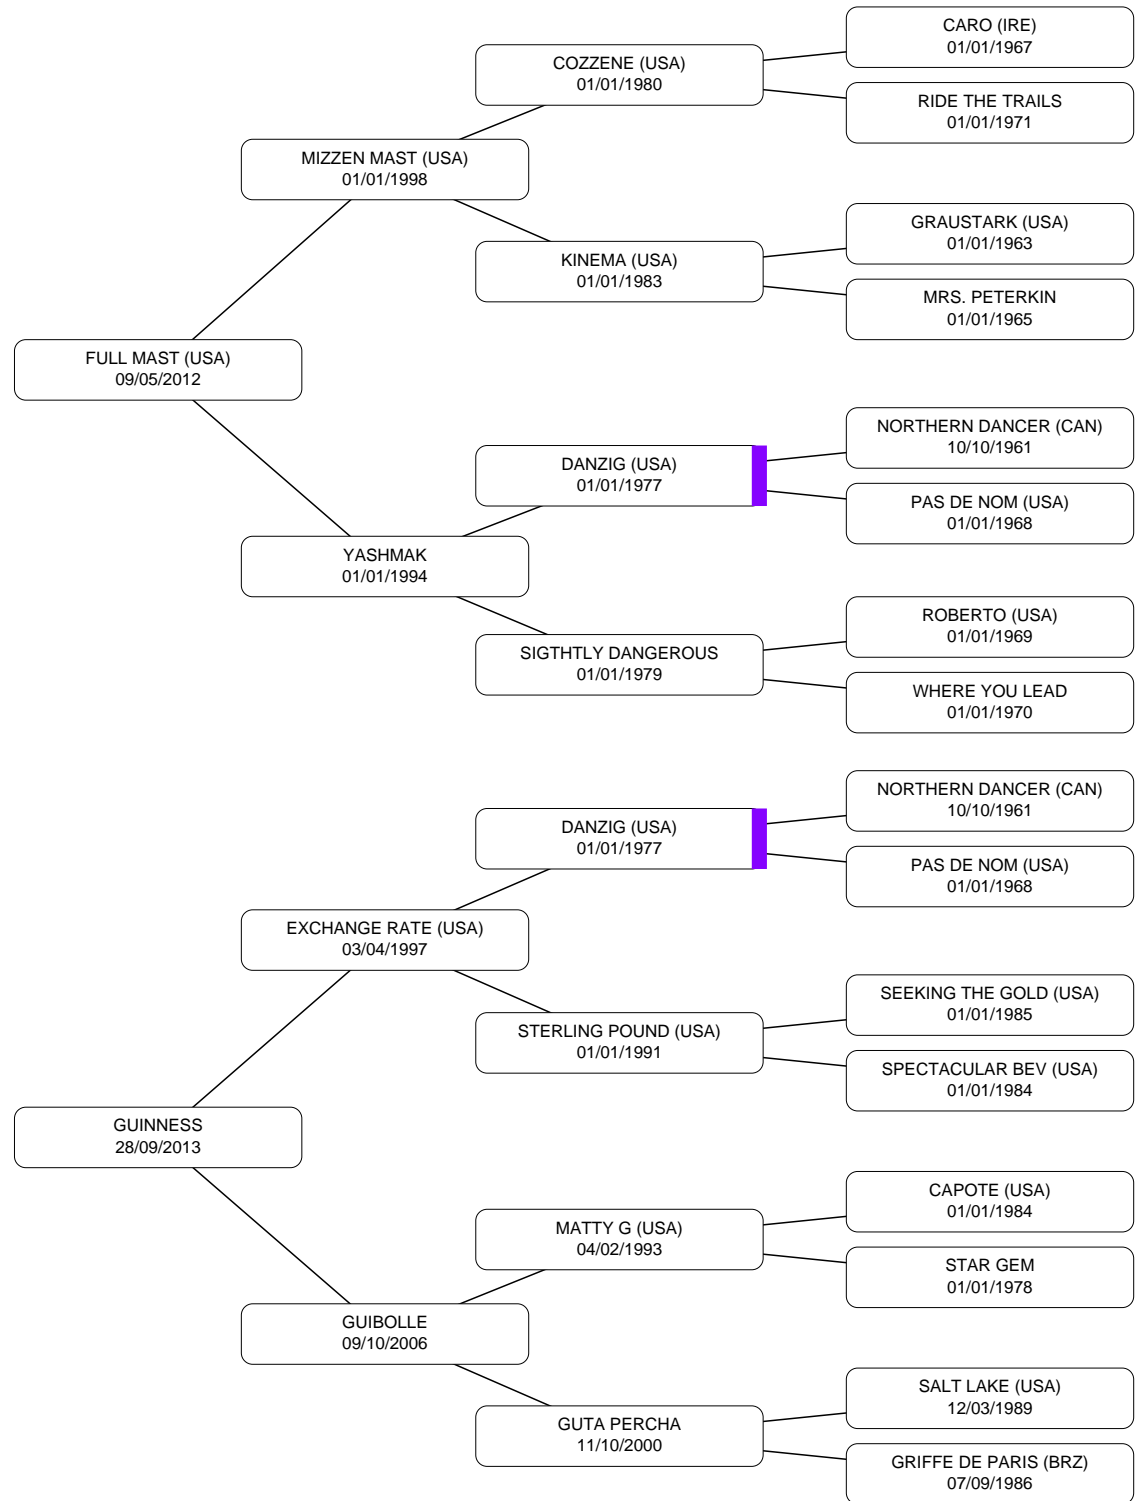 CARO (IRE)
01/01/1967
COZZENE (USA)
01/01/1980
RIDE THE TRAILS
01/01/1971
MIZZEN MAST (USA)
01/01/1998
GRAUSTARK (USA)
01/01/1963
KINEMA (USA)
01/01/1983
MRS. PETERKIN
01/01/1965
FULL MAST (USA)
09/05/2012
NORTHERN DANCER (CAN)
10/10/1961
DANZIG (USA)
01/01/1977
PAS DE NOM (USA)
01/01/1968
YASHMAK
01/01/1994
ROBERTO (USA)
01/01/1969
SIGTHTLY DANGEROUS
01/01/1979
WHERE YOU LEAD
01/01/1970
NORTHERN DANCER (CAN)
10/10/1961
DANZIG (USA)
01/01/1977
PAS DE NOM (USA)
01/01/1968
EXCHANGE RATE (USA)
03/04/1997
SEEKING THE GOLD (USA)
01/01/1985
STERLING POUND (USA)
01/01/1991
SPECTACULAR BEV (USA)
01/01/1984
GUINNESS
28/09/2013
CAPOTE (USA)
01/01/1984
MATTY G (USA)
04/02/1993
STAR GEM
01/01/1978
GUIBOLLE
09/10/2006
SALT LAKE (USA)
12/03/1989
GUTA PERCHA
11/10/2000
GRIFFE DE PARIS (BRZ)
07/09/1986